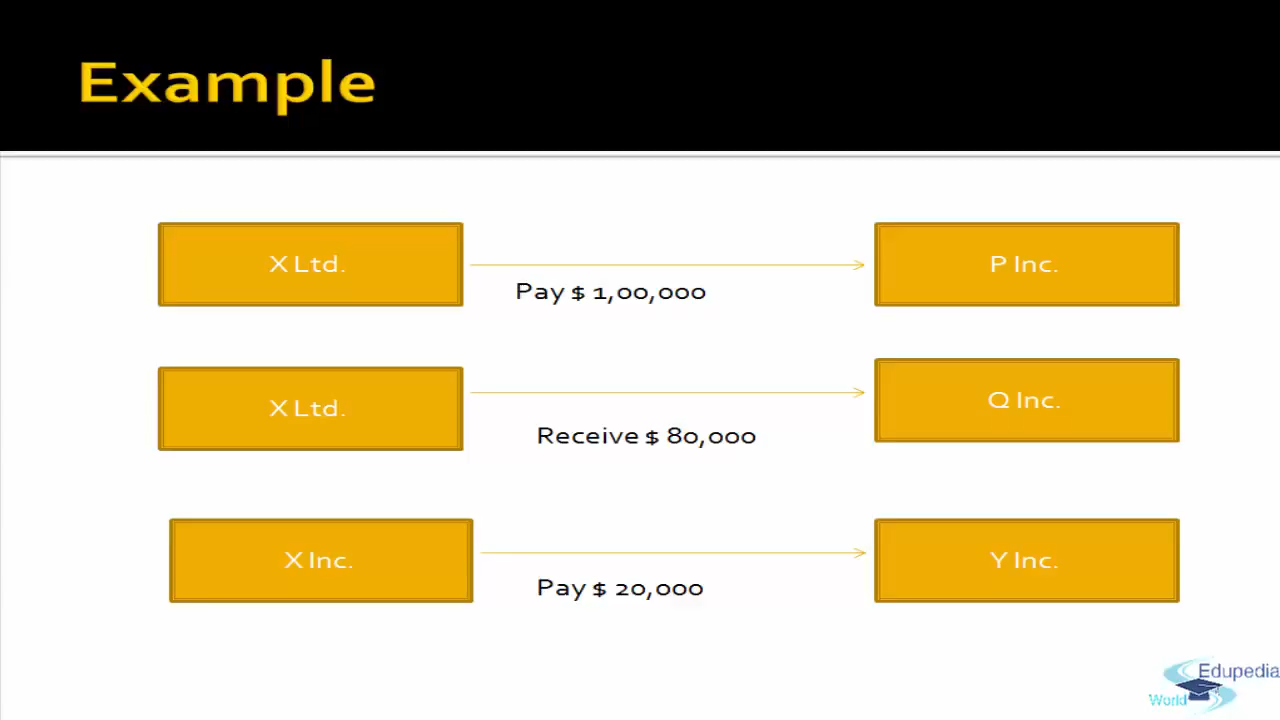 Example
X Ltd.
P Inc.
Pay $ 1,00,000
X Ltd.
Q Inc.
Receive $ 80,000
X Inc.
Y Inc.
Pay $ 20,000
Edupedia
World